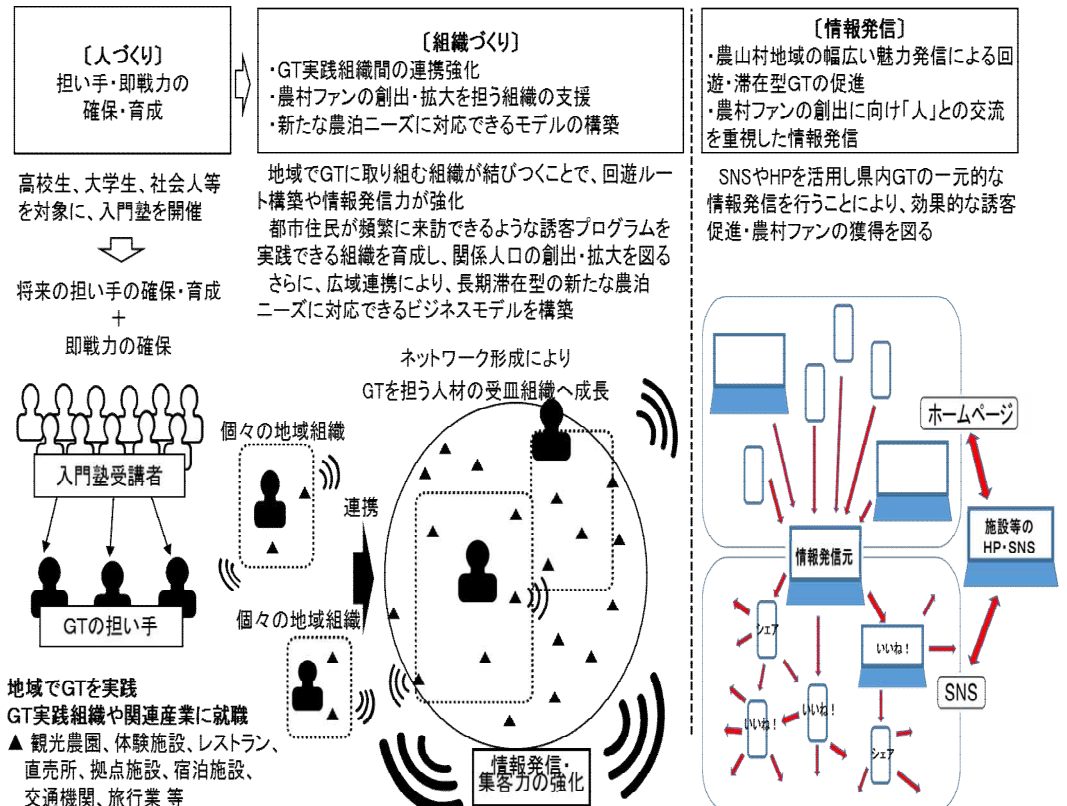 〔人づくり〕
担い手・即戦力の
確保・育成
高校生、大学生、社会人等
を対象に、入門塾を開催
将来の担い手の確保・育成
＋
即戦力の確保
入門塾受講者
GTの担い手
地域でGTを実践
GT実践組織や関連産業に就職
▲ 観光農園、体験施設、レストラン、
直売所、拠点施設、宿泊施設、
交通機関、旅行業 等
〔組織づくり〕
・GT実践組織間の連携強化
・農村ファンの創出・拡大を担う組織の支援
・新たな農泊ニーズに対応できるモデルの構築
地域でGTに取り組む組織が結びつくことで、回遊ルー
ト構築や情報発信力が強化
都市住民が頻繁に来訪できるような誘客プログラムを
実践できる組織を育成し、関係人口の創出・拡大を図る
さらに、広域連携により、長期滞在型の新たな農泊
ニーズに対応できるビジネスモデルを構築
ネットワーク形成により
GTを担う人材の受皿組織へ成長
個々の地域組織
連携
個々の地域組織
情報発信・
集客力の強化
〔情報発信〕
・農山村地域の幅広い魅力発信による回
遊・滞在型GTの促進
・農村ファンの創出に向け「人」との交流
を重視した情報発信
SNSやHPを活用し県内GTの一元的な
情報発信を行うことにより、効果的な誘客
促進・農村ファンの獲得を図る
ホームページ
施設等の
HP・SNS
情報発信元
シェア
いいね！
SNS
いいね！
いいね！
シェア